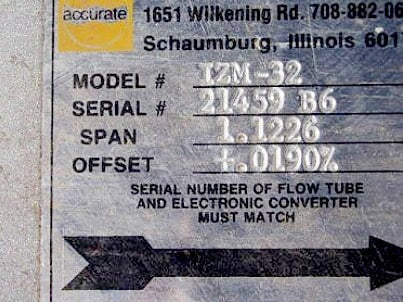 accurate
1651 Wilkening Rd. 708-882-06
Schaumburg, Illinois 601
MODEL # IZM-32
SERIAL # 21459 B6
SPAN 1.1226
OFFSET +.0190%
SERIAL NUMBER OF FLOW TUBE
AND ELECTRONIC CONVERTER
MUST MATCH